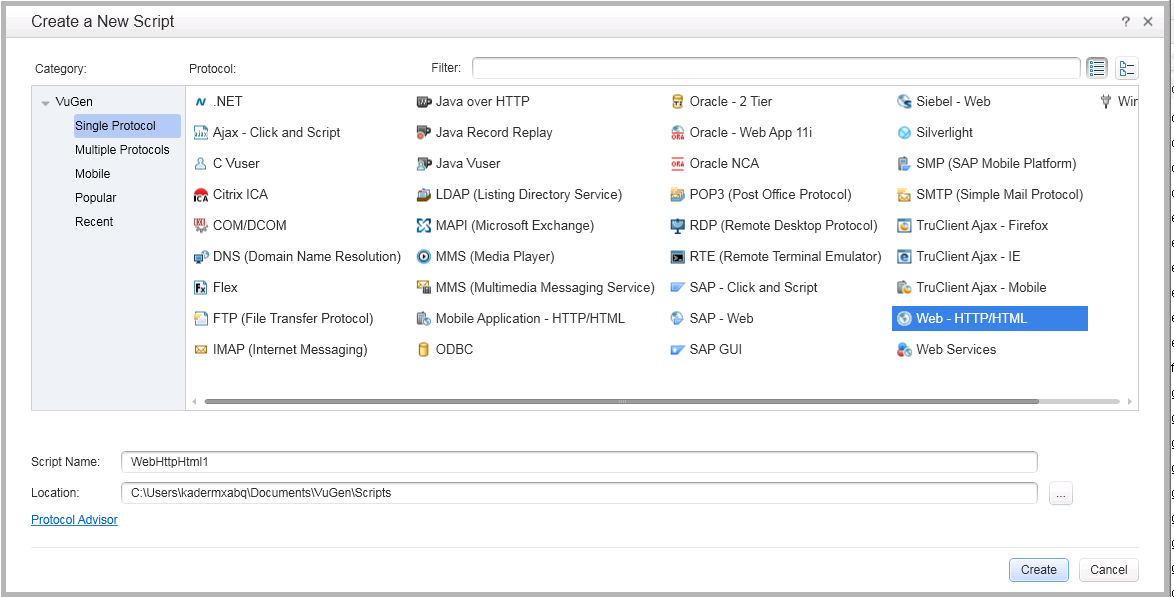 Create a New Script
? ×
Category:
Protocol:
Filter:
VuGen
Single Protocol
Multiple Protocols
Mobile
Popular
Recent
.NET
Ajax - Click and Script
C Vuser
Citrix ICA
COM/DCOM
DNS (Domain Name Resolution)
Flex
FTP (File Transfer Protocol)
IMAP (Internet Messaging)
Java over HTTP
Java Record Replay
Java Vuser
LDAP (Listing Directory Service)
MAPI (Microsoft Exchange)
MMS (Media Player)
MMS (Multimedia Messaging Service)
Mobile Application - HTTP/HTML
ODBC
Oracle - 2 Tier
Oracle - Web App 11i
Oracle NCA
POP3 (Post Office Protocol)
RDP (Remote Desktop Protocol)
RTE (Remote Terminal Emulator)
SAP - Click and Script
SAP - Web
SAP GUI
Siebel - Web
Silverlight
SMP (SAP Mobile Platform)
SMTP (Simple Mail Protocol)
TruClient Ajax - Firefox
TruClient Ajax - IE
TruClient Ajax - Mobile
Web - HTTP/HTML
Web Services
Script Name:
WebHttpHtml1
Location:
C:\Users\kadermxabq\Documents\VuGen\Scripts
...
Protocol Advisor
Create
Cancel